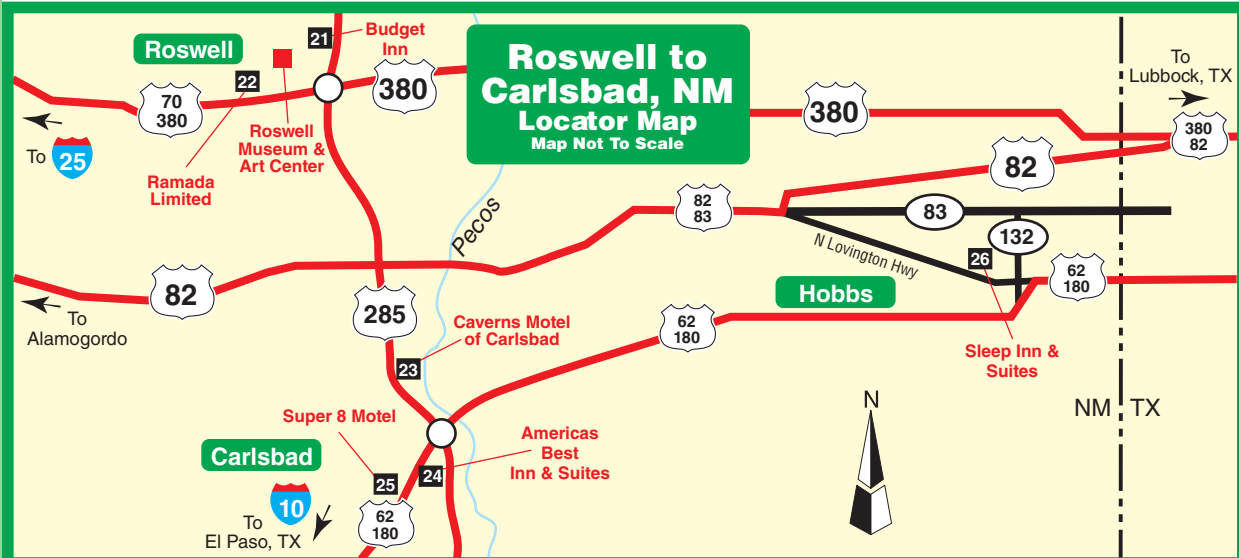 Roswell to
Carlsbad, NM
Locator Map
Map Not To Scale
Roswell
21
Budget
Inn
22
70
380
380
To
25
Ramada
Limited
Roswell
Museum &
Art Center
380
To
Lubbock, TX
380
82
82
82
83
83
132
Pecos
N Lovington Hwy
26
62
180
Hobbs
82
To
Alamogordo
285
Caverns Motel
of Carlsbad
23
62
180
Sleep Inn &
Suites
NM
TX
N
Super 8 Motel
Carlsbad
Americas
Best
Inn & Suites
25
24
10
To
El Paso, TX
62
180